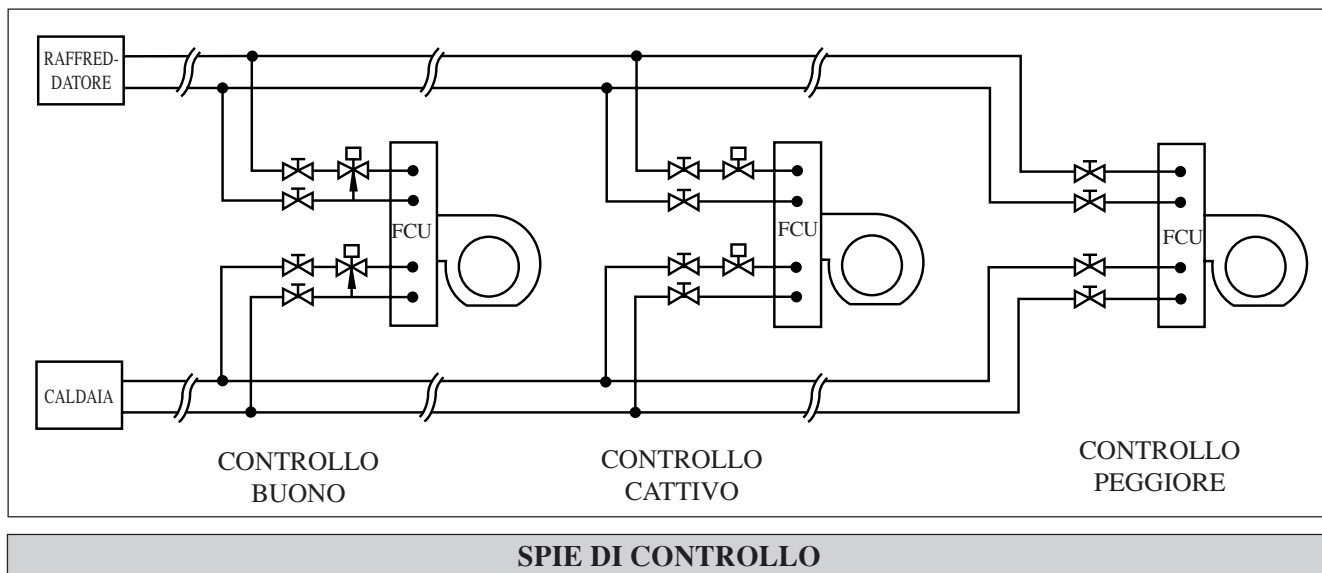 RAFFRED-
DATORE
FCU
FCU
FCU
CALDAIA
CONTROLLO
BUONO
CONTROLLO
CATTIVO
CONTROLLO
PEGGIORE
SPIE DI CONTROLLO